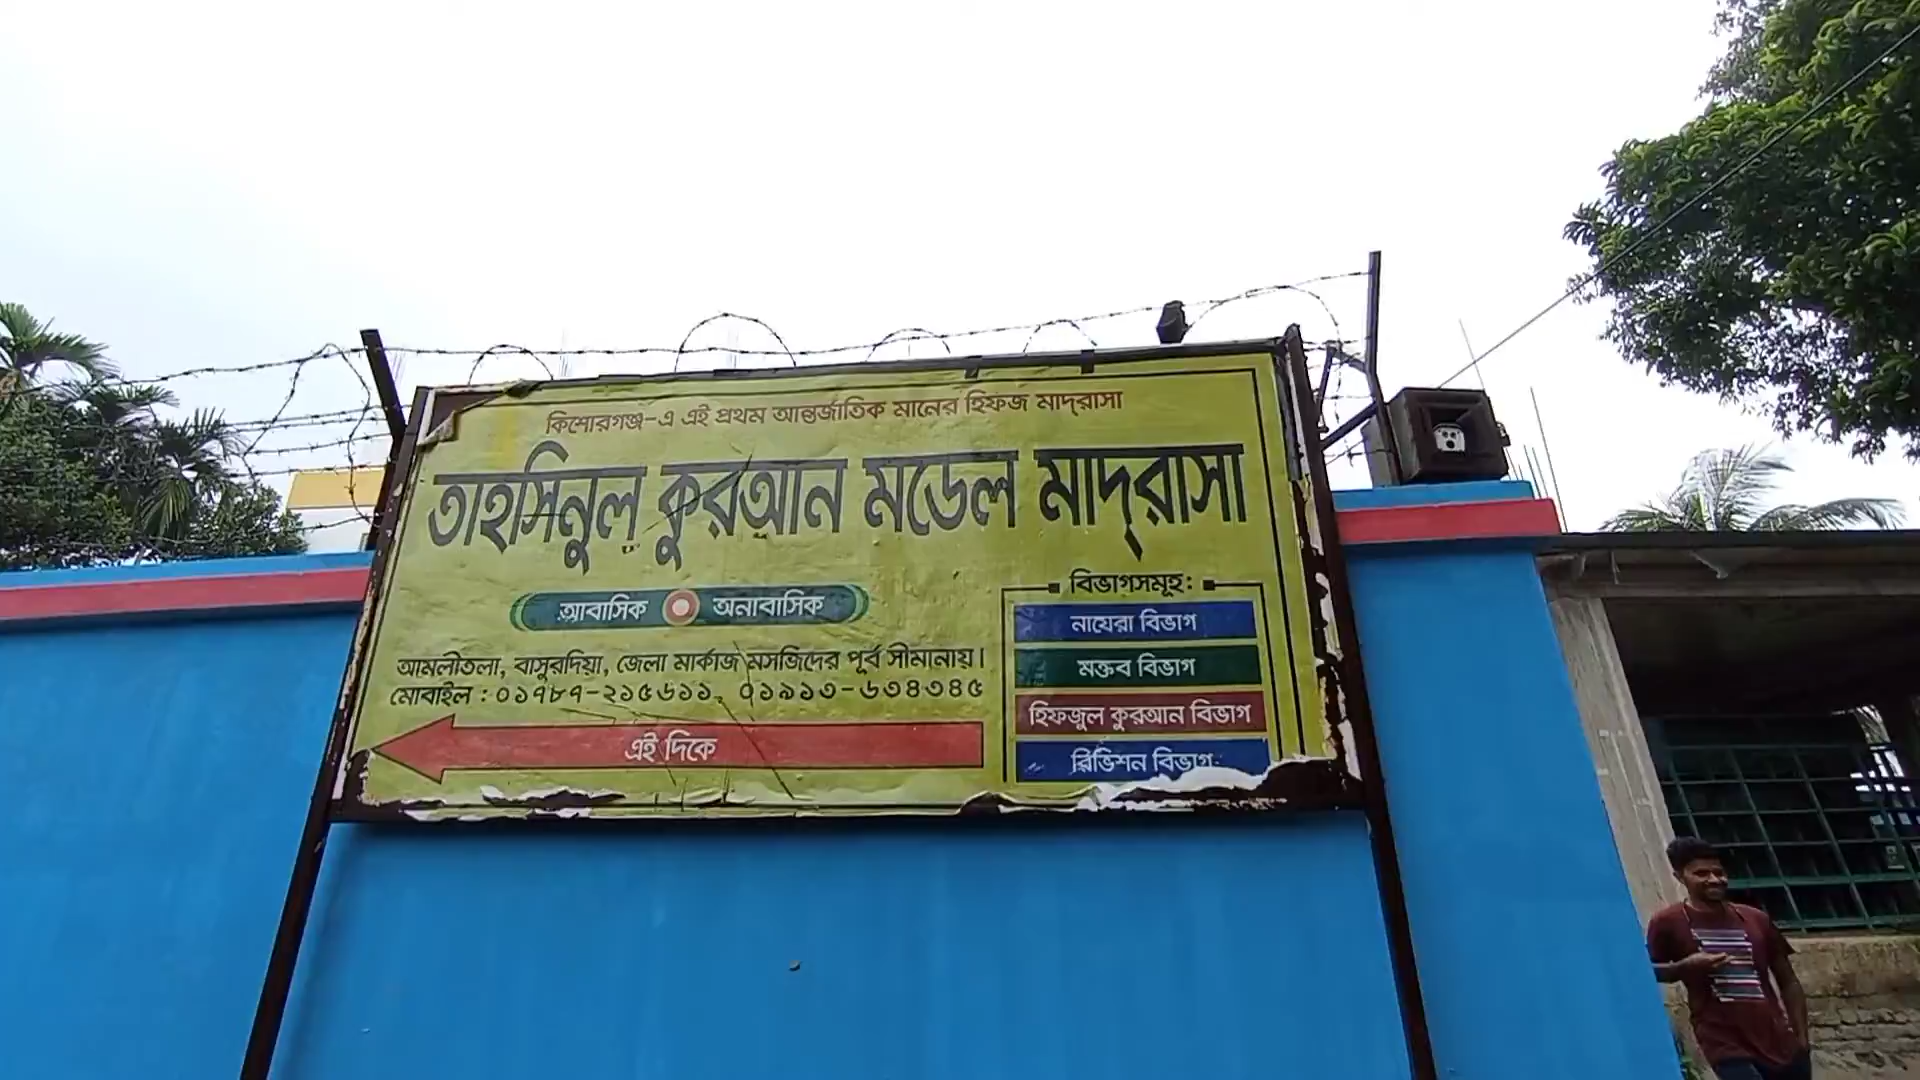 কিশোরগঞ্জ-এ এই প্রথম আন্তর্জাতিক মানের হিফজ মাদ্‌রাসা
তাহসিনুল কুরআন মডেল মাদ্‌রাসা
আবাসিক অনাবাসিক
আমলীতলা, বাসুরদিয়া, জেলা মার্কাজ মসজিদের পূর্ব সীমানায়।
মোবাইল : ০১৭৮৭-২১৫৬১১, ০১৯১৩-৬৩৪৩৪৫
এই দিকে
বিভাগসমূহ:
নাযেরা বিভাগ
মক্তব বিভাগ
হিফজুল কুরআন বিভাগ
রিভিশন বিভাগ